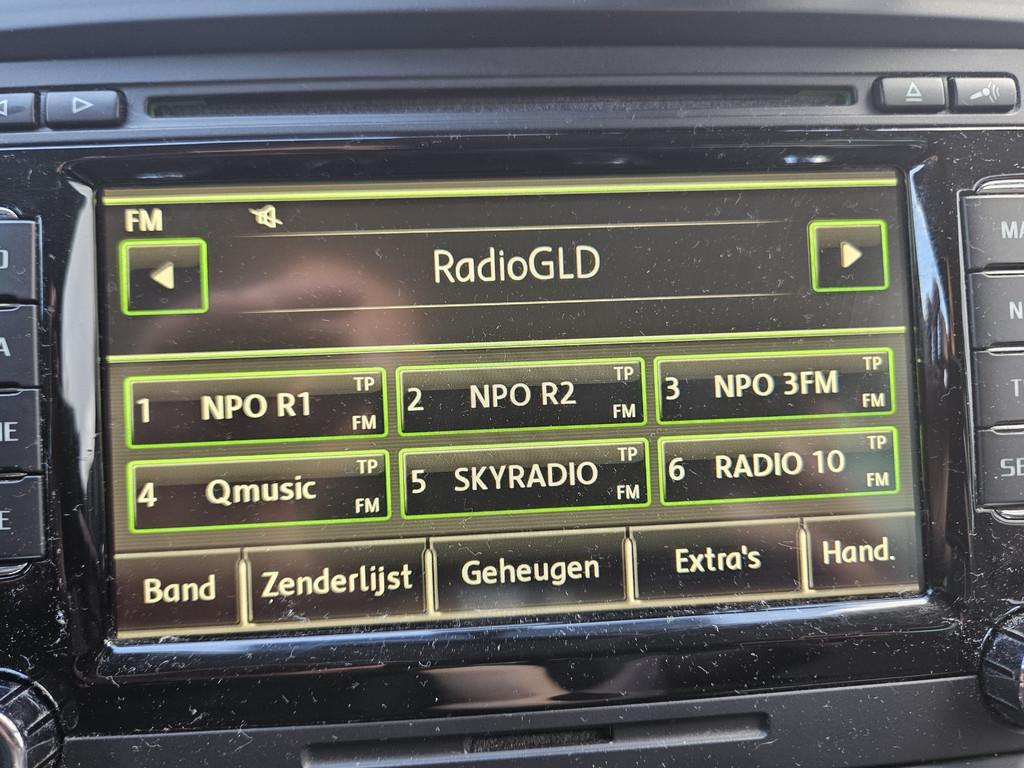 FM
RadioGLD
1 NPO R1 TP FM
2 NPO R2 TP FM
3 NPO 3FM TP FM
4 Qmusic TP FM
5 SKYRADIO TP FM
6 RADIO 10 TP FM
Band Zenderlijst Geheugen Extra's Hand.